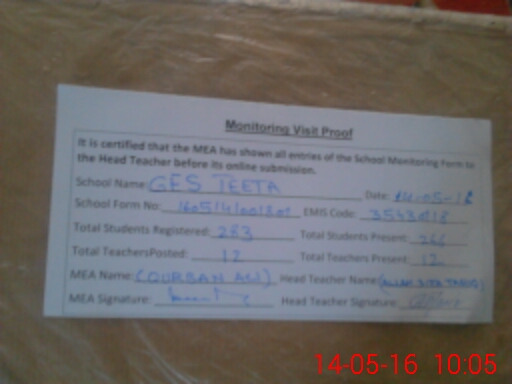 Monitoring Visit Proof
It is certified that the MEA has shown all entries of the School Monitoring Form to
the Head Teacher before its online submission.
School Name: GES TEETA Date: 14-05-16
School Form No: EMIS Code:
Total Students Registered: 283 Total Students Present:
Total TeachersPosted: 12 Total Teachers Present: 12
MEA Name: (QURBAN ALI) Head Teacher Name:
MEA Signature: Head Teacher Signature:
14-05-16 10:05